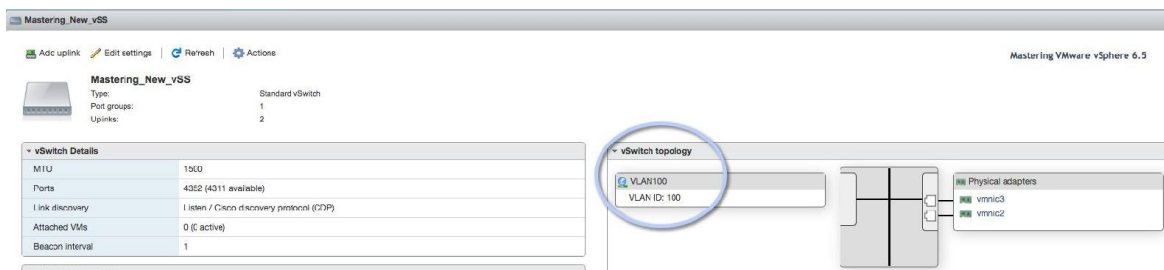 Mastering_New_vSS
Add uplink Edit settings Refresh Actions
Mastering VMware vSphere 6.5
Mastering_New_vSS
Type: Standard vSwitch
Port groups: 1
Uplinks: 2
vSwitch Details
MTU 1500
Ports 4352 (4311 available)
Link discovery Listen / Cisco discovery protocol (CDP)
Attached VMs 0 (0 active)
Beacon interval 1
vSwitch topology
VLAN100
VLAN ID: 100
Physical adapters
vmnic3
vmnic2